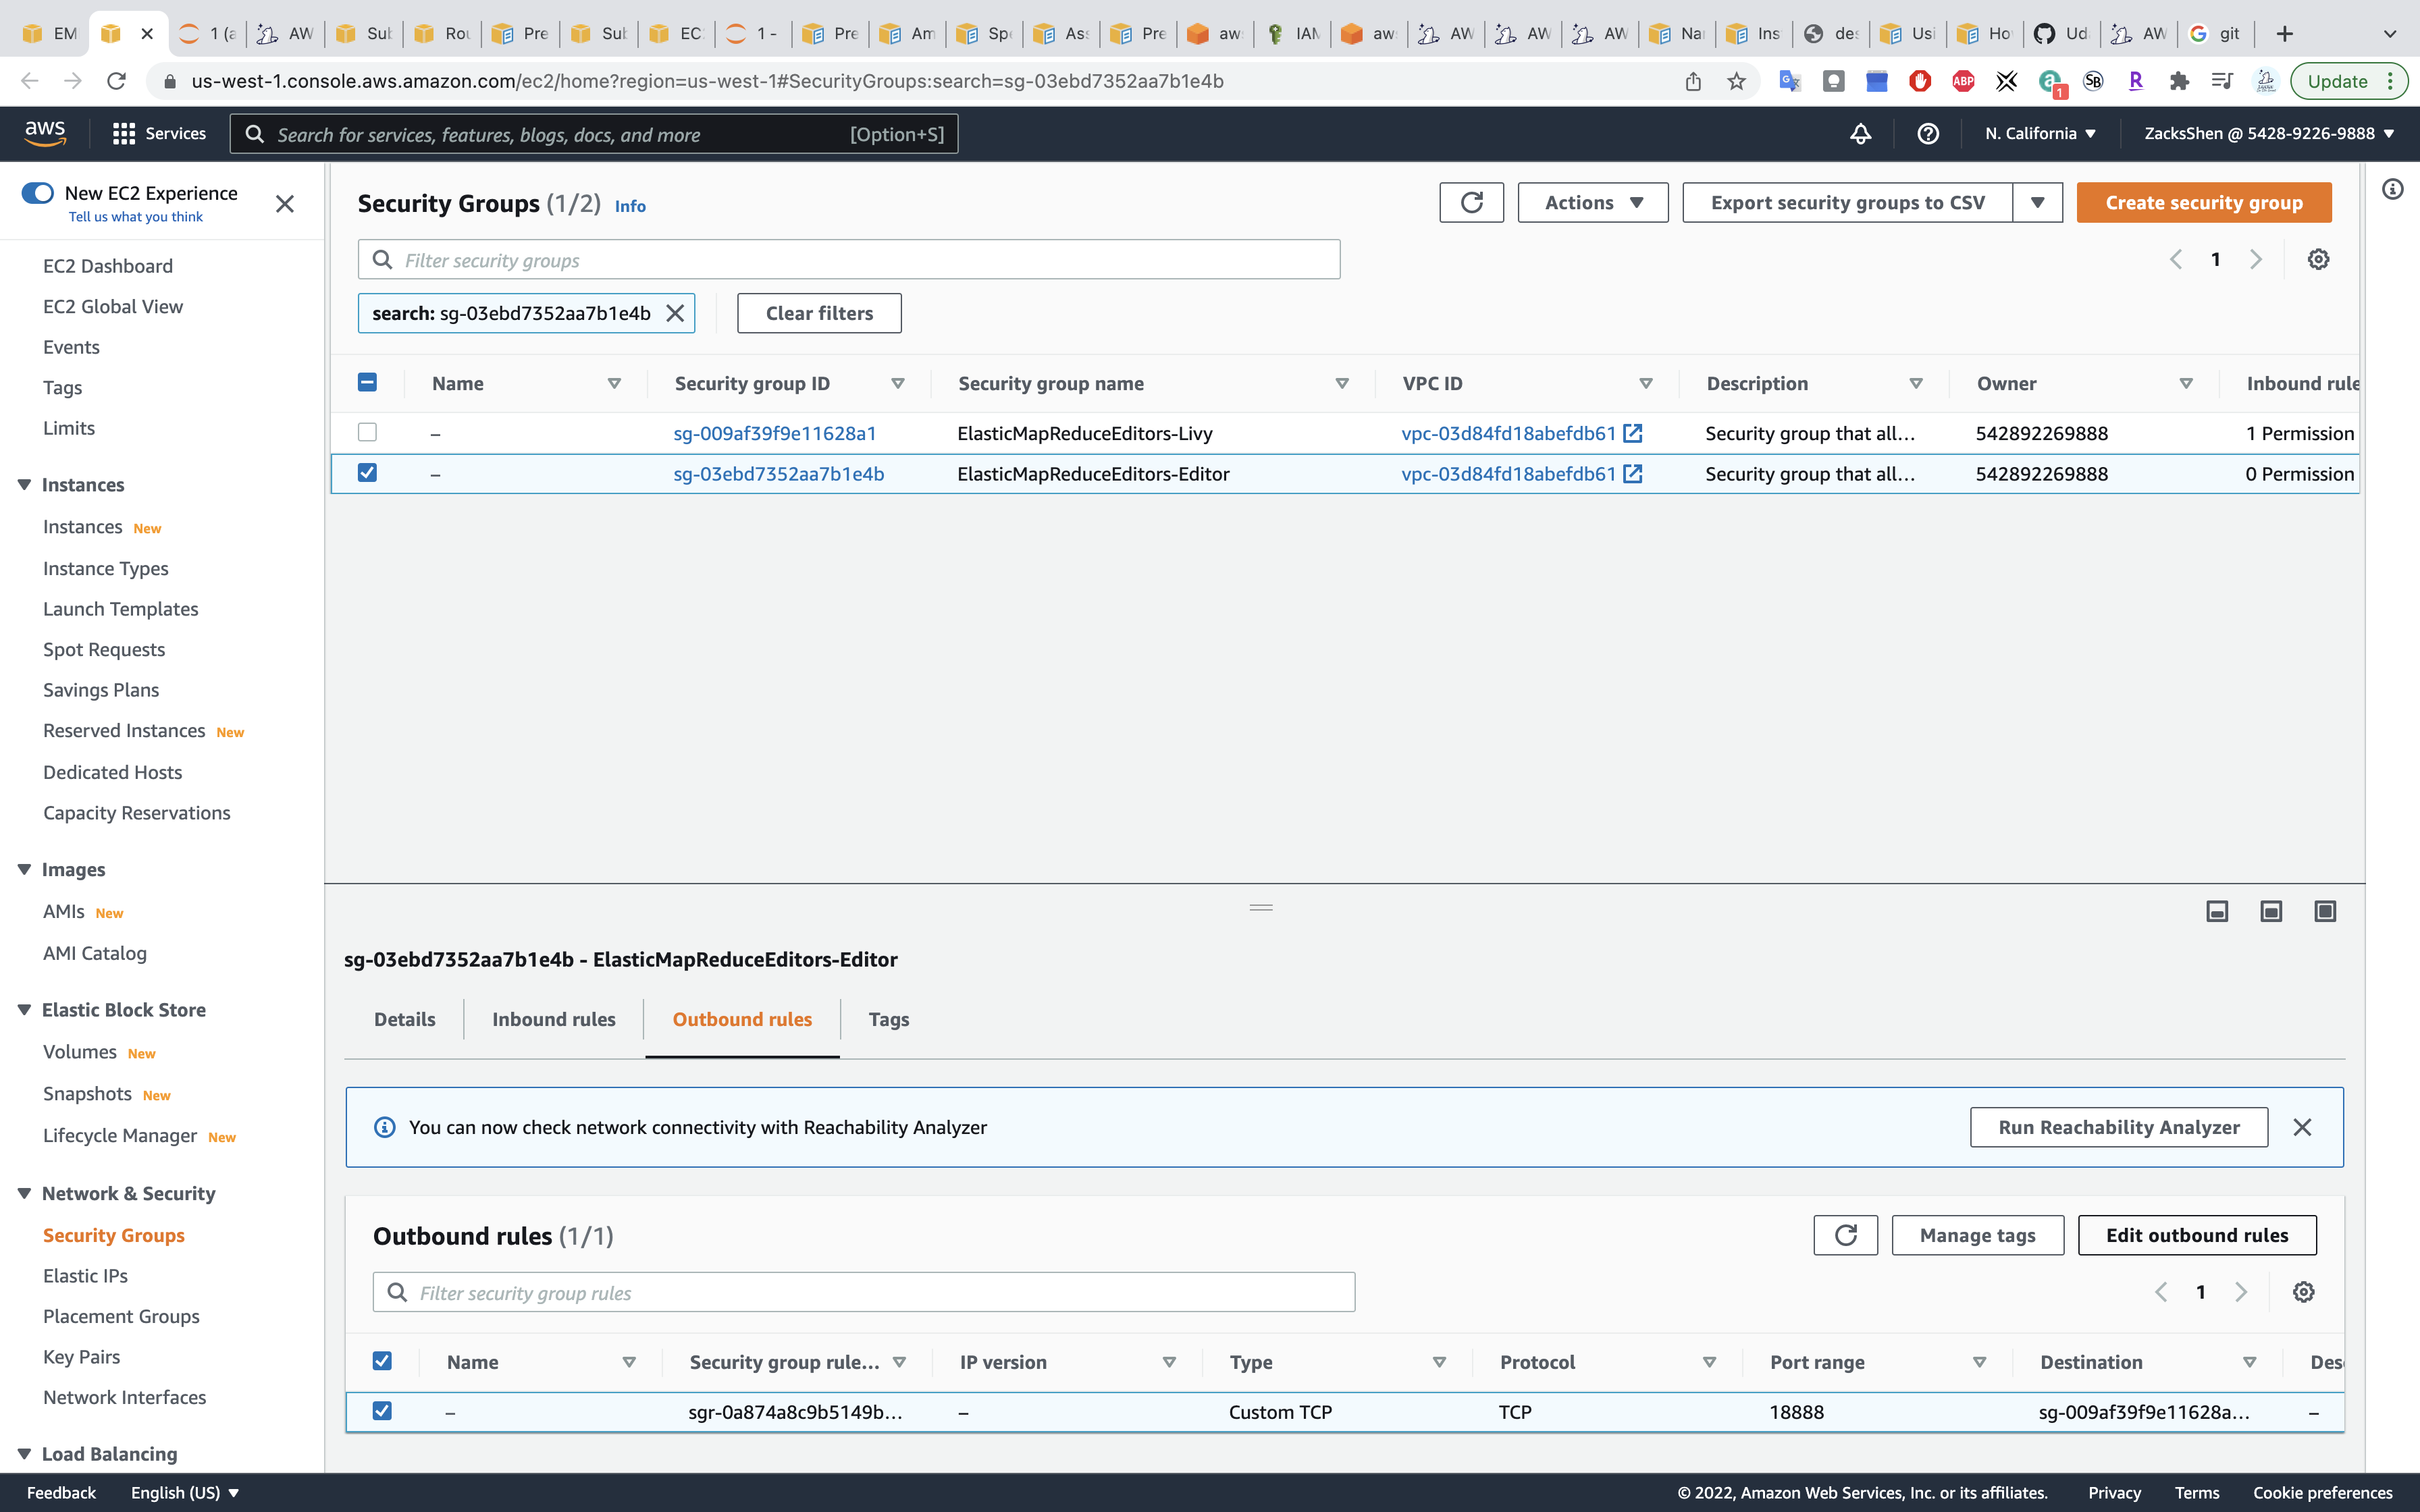 EM
1 (a
AW
Sub
Rou
Pre
Sub
EC2
1 -
Pre
Am
Spe
Ass
Pre
aws
IAM
aws
AW
AW
AW
Nar
Ins
des
Usi
Ho
Ud
AW
git
us-west-1.console.aws.amazon.com/ec2/home?region=us-west-1#SecurityGroups:search=sg-03ebd7352aa7b1e4b
ABP
1
SB
R
Update
aws
Services
Search for services, features, blogs, docs, and more
[Option+S]
N. California
ZacksShen @ 5428-9226-9888
New EC2 Experience
Tell us what you think
EC2 Dashboard
EC2 Global View
Events
Tags
Limits
Instances
Instances New
Instance Types
Launch Templates
Spot Requests
Savings Plans
Reserved Instances New
Dedicated Hosts
Capacity Reservations
Images
AMIs New
AMI Catalog
Elastic Block Store
Volumes New
Snapshots New
Lifecycle Manager New
Network & Security
Security Groups
Elastic IPs
Placement Groups
Key Pairs
Network Interfaces
Load Balancing
Security Groups (1/2) Info
Actions
Export security groups to CSV
Create security group
Filter security groups
1
search: sg-03ebd7352aa7b1e4b
Clear filters
Name Security group ID Security group name VPC ID Description Owner Inbound rule
– sg-009af39f9e11628a1 ElasticMapReduceEditors-Livy vpc-03d84fd18abefdb61 Security group that all... 542892269888 1 Permission
– sg-03ebd7352aa7b1e4b ElasticMapReduceEditors-Editor vpc-03d84fd18abefdb61 Security group that all... 542892269888 0 Permission
sg-03ebd7352aa7b1e4b - ElasticMapReduceEditors-Editor
Details
Inbound rules
Outbound rules
Tags
You can now check network connectivity with Reachability Analyzer
Run Reachability Analyzer
Outbound rules (1/1)
Manage tags
Edit outbound rules
Filter security group rules
1
Name Security group rule... IP version Type Protocol Port range Destination Des
– sgr-0a874a8c9b5149b... – Custom TCP TCP 18888 sg-009af39f9e11628a... –
Feedback
English (US)
© 2022, Amazon Web Services, Inc. or its affiliates.
Privacy
Terms
Cookie preferences